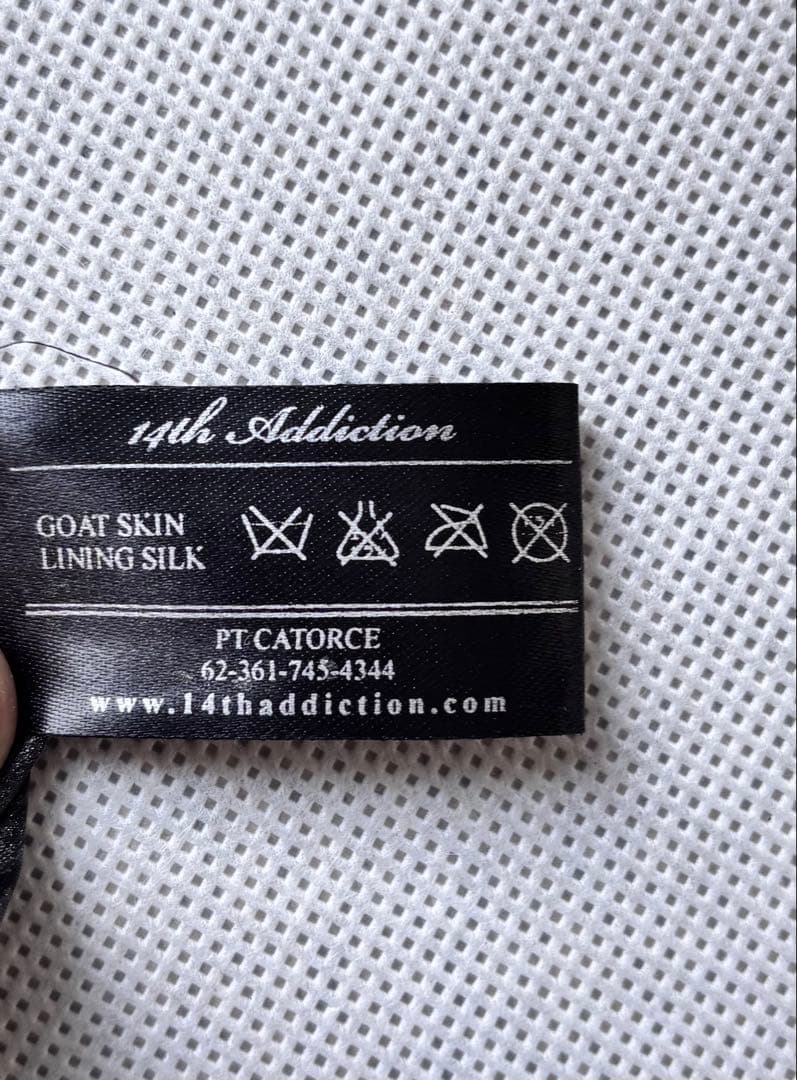 14th Addiction
GOAT SKIN
LINING SILK
PT CATORCE
62-361-745-4344
www.14thaddiction.com